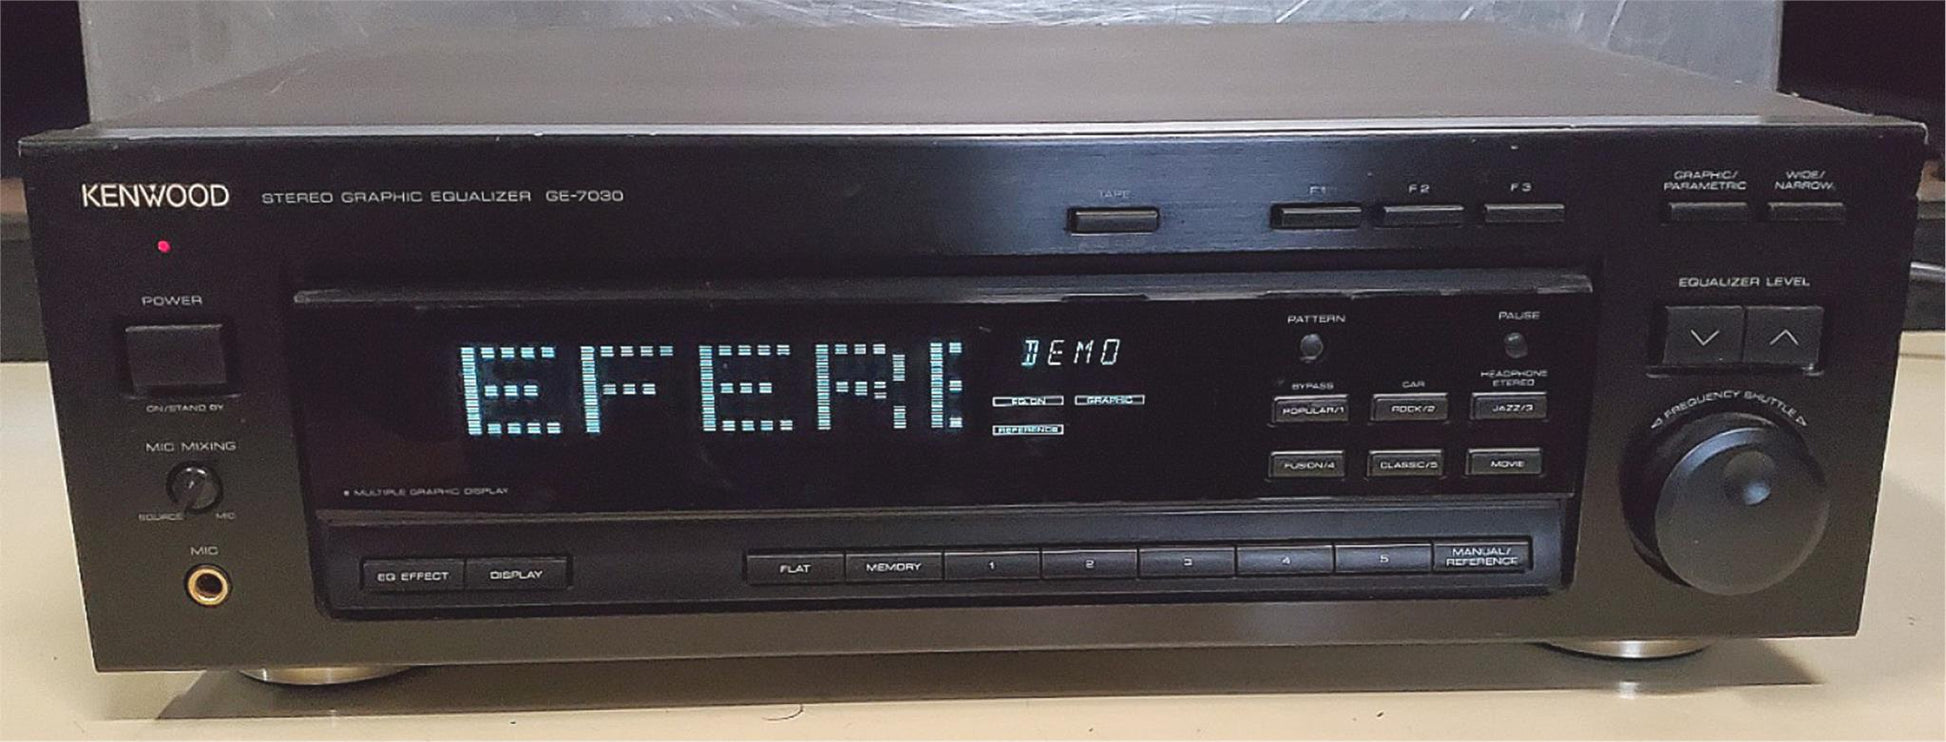 KENWOOD STEREO GRAPHIC EQUALIZER GE-7030
TAPE
F1 F2 F3
GRAPHIC/
PARAMETRIC
WIDE/
NARROW
POWER
ON/STAND BY
EQUALIZER LEVEL
EFERE
DEMO
EQ.ON GRAPHIC
REFERENCE
PATTERN PAUSE
BYPASS CAR HEADPHONE
POPULAR/1 ROCK/2 JAZZ/3
FUSION/4 CLASSIC/5 MOVIE
FREQUENCY SHUTTLE
MIC MIXING
SOURCE MIC
MULTIPLE GRAPHIC DISPLAY
MIC
EQ EFFECT DISPLAY FLAT MEMORY 1 2 3 4 5 MANUAL/
REFERENCE